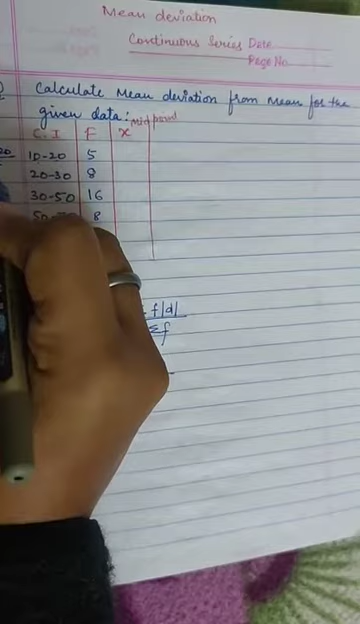 Mean deviation
Continuous Series Date
Page No.
Calculate Mean deviation from mean for the
given data: mid point
C.I F X
10-20 5
20-30 8
30-50 16
8
f|d|
Σf